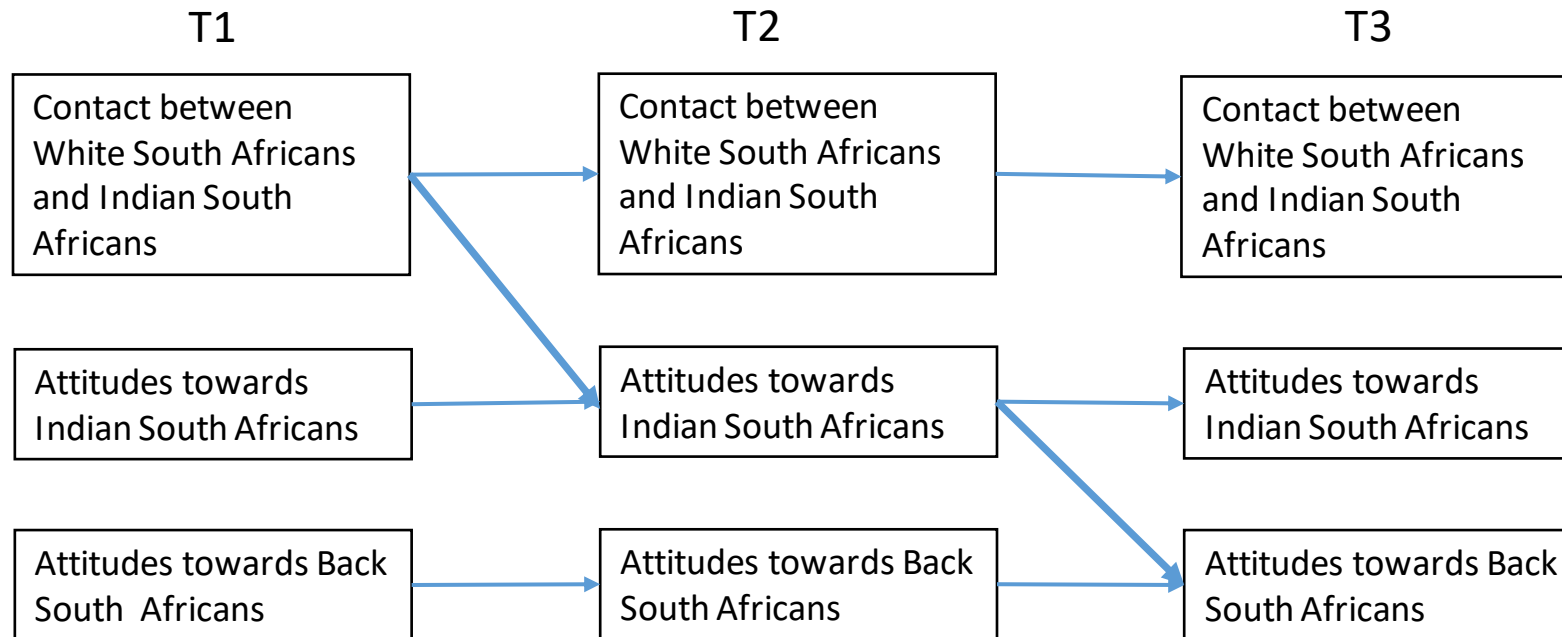 T1
T2
T3
Contact between
White South Africans
and Indian South
Africans
Contact between
White South Africans
and Indian South
Africans
Contact between
White South Africans
and Indian South
Africans
Attitudes towards
Indian South Africans
Attitudes towards
Indian South Africans
Attitudes towards
Indian South Africans
Attitudes towards Back
South Africans
Attitudes towards Back
South Africans
Attitudes towards Back
South Africans